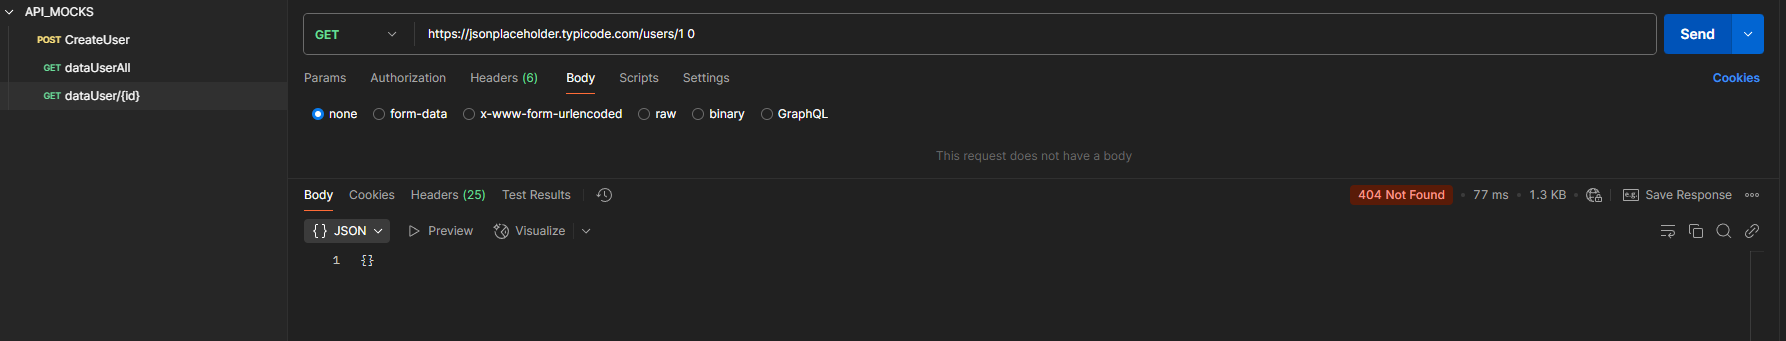 API_MOCKS
POST CreateUser
GET dataUserAll
GET dataUser/{id}
GET https://jsonplaceholder.typicode.com/users/1 0 Send
Params Authorization Headers (6) Body Scripts Settings Cookies
none form-data x-www-form-urlencoded raw binary GraphQL
This request does not have a body
Body Cookies Headers (25) Test Results 404 Not Found • 77 ms • 1.3 KB • e.g. Save Response
{} JSON Preview Visualize
1 {}